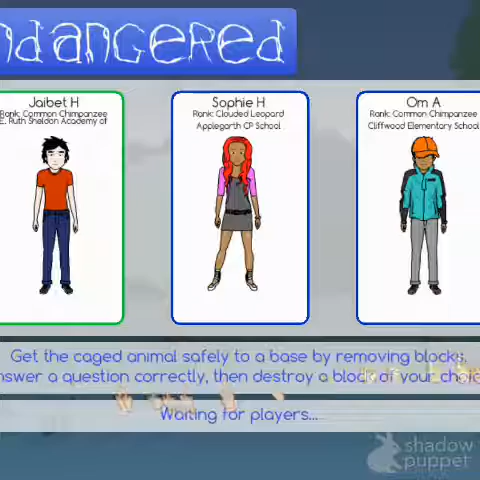 ndangered
Jaibet H
Rank: Common Chimpanzee
E. Ruth Sheldon Academy of
Sophie H
Rank: Clouded Leopard
Applegarth CP School
Om A
Rank: Common Chimpanzee
Cliffwood Elementary School
Get the caged animal safely to a base by removing blocks.
nswer a question correctly, then destroy a block of your choic
Waiting for players...
shadow
puppet